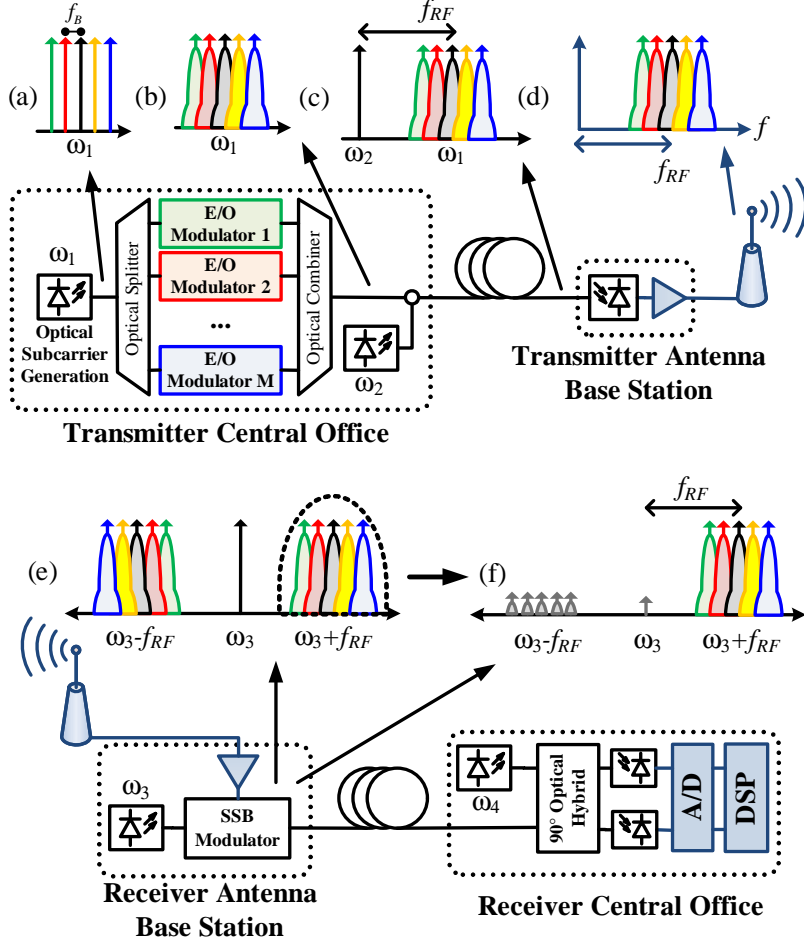 f_B
f_RF
f_RF
(a)
(b)
(c)
(d)
ω1
ω1
ω2
ω1
f
f_RF
E/O
Modulator 1
ω1
E/O
Modulator 2
Optical Splitter
Optical Combiner
...
Optical
Subcarrier
Generation
E/O
Modulator M
ω2
Transmitter Antenna
Base Station
Transmitter Central Office
f_RF
(e)
(f)
ω3-f_RF
ω3
ω3+f_RF
ω3-f_RF
ω3
ω3+f_RF
ω3
SSB
Modulator
ω4
90° Optical
Hybrid
A/D
DSP
Receiver Antenna
Base Station
Receiver Central Office